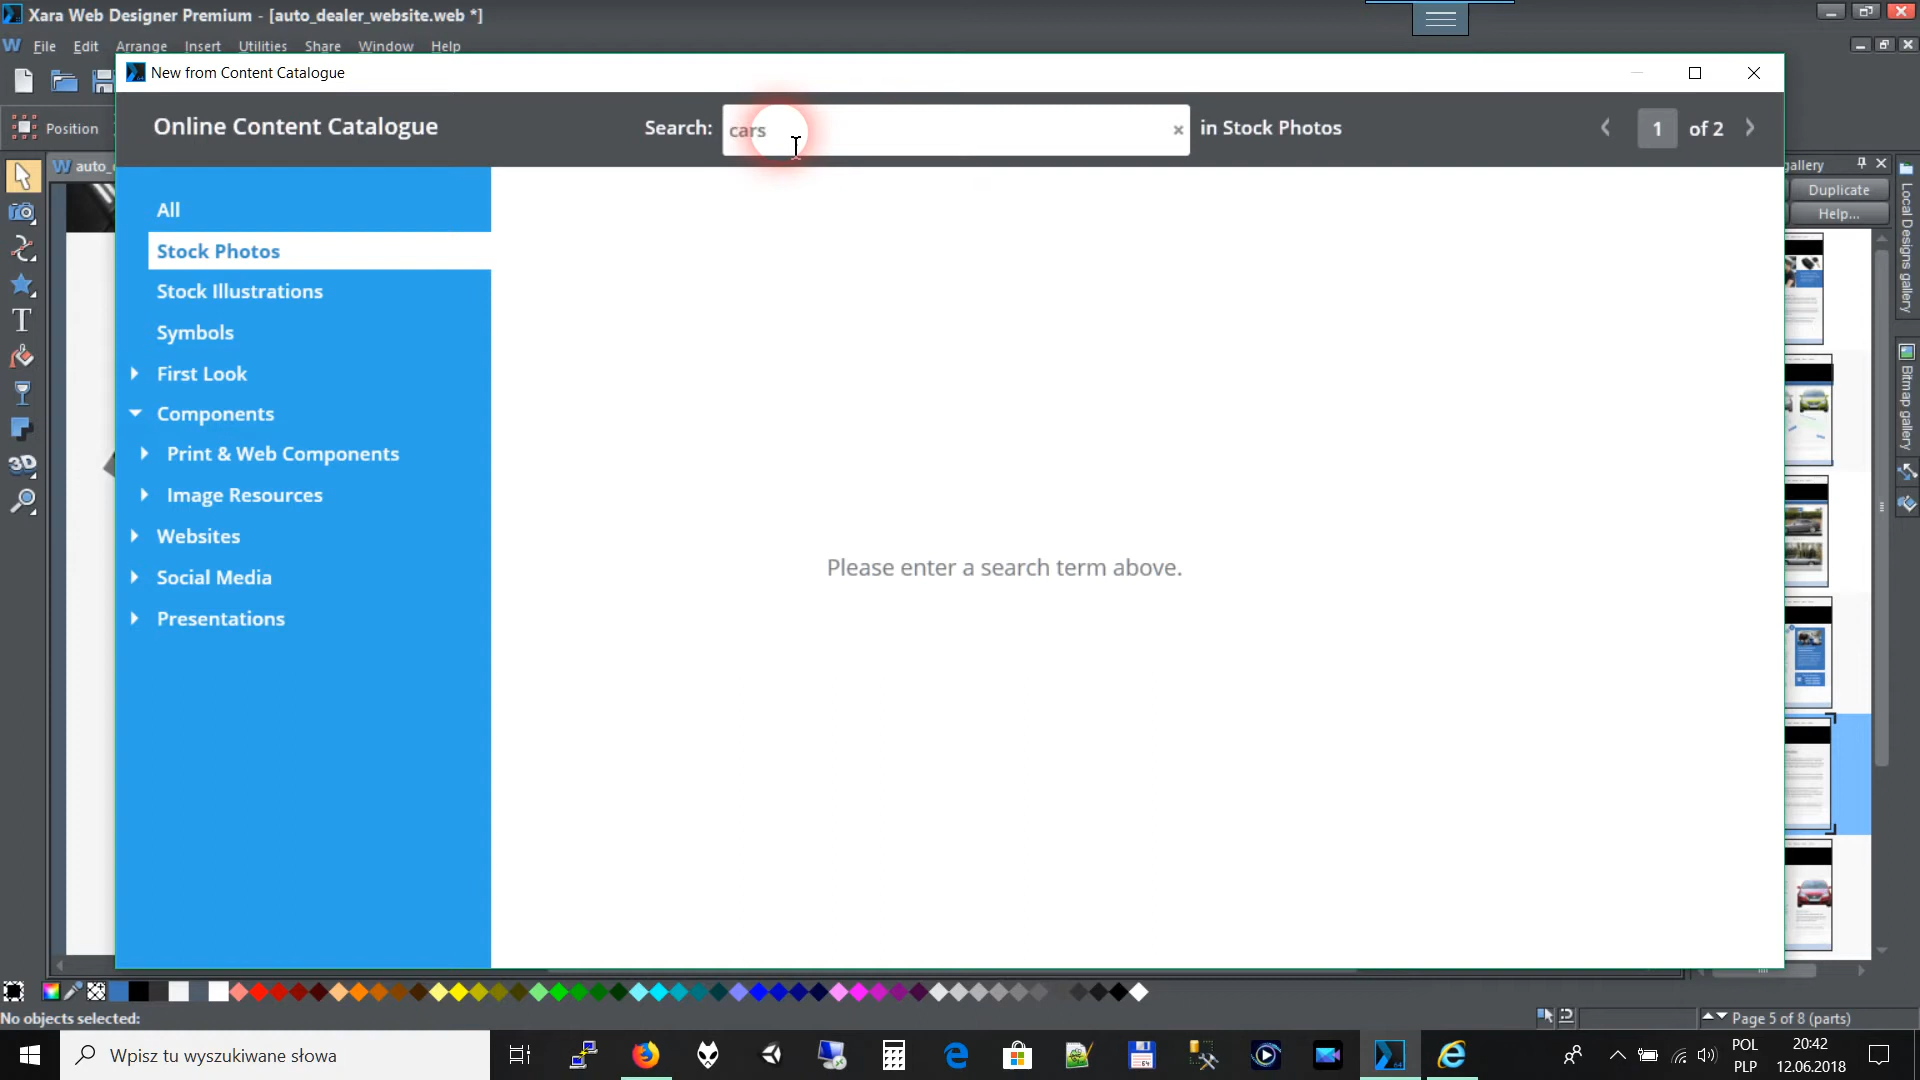 Xara Web Designer Premium - [auto_dealer_website.web *]
File Edit Arrange Insert Utilities Share Window Help
New from Content Catalogue
Position
Online Content Catalogue
Search: cars × in Stock Photos
1 of 2
auto_
gallery
Duplicate
Help...
All
Stock Photos
Stock Illustrations
Symbols
First Look
Components
Print & Web Components
Image Resources
Websites
Social Media
Presentations
Please enter a search term above.
T
3D
Local Designs gallery
Bitmap gallery
No objects selected:
Page 5 of 8 (parts)
Wpisz tu wyszukiwane słowa
POL
PLP
20:42
12.06.2018